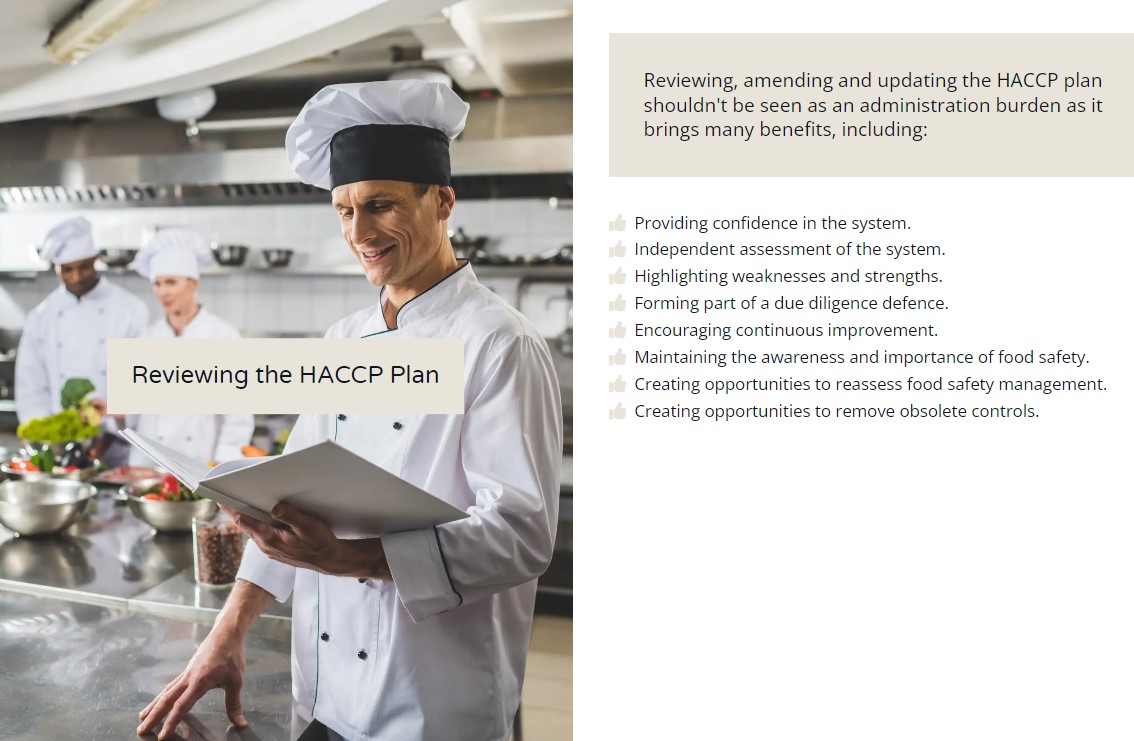 Reviewing the HACCP Plan
Reviewing, amending and updating the HACCP plan
shouldn't be seen as an administration burden as it
brings many benefits, including:
Providing confidence in the system.
Independent assessment of the system.
Highlighting weaknesses and strengths.
Forming part of a due diligence defence.
Encouraging continuous improvement.
Maintaining the awareness and importance of food safety.
Creating opportunities to reassess food safety management.
Creating opportunities to remove obsolete controls.